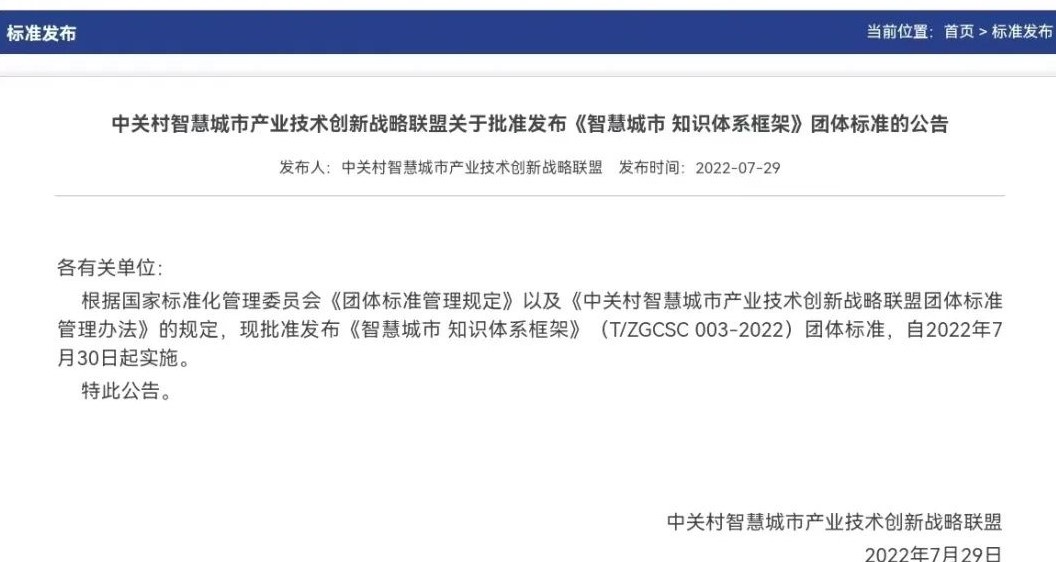 标准发布
当前位置：首页 > 标准发布
中关村智慧城市产业技术创新战略联盟关于批准发布《智慧城市 知识体系框架》团体标准的公告
发布人：中关村智慧城市产业技术创新战略联盟 发布时间：2022-07-29
各有关单位：
根据国家标准化管理委员会《团体标准管理规定》以及《中关村智慧城市产业技术创新战略联盟团体标准
管理办法》的规定，现批准发布《智慧城市 知识体系框架》（T/ZGCSC 003-2022）团体标准，自2022年7
月30日起实施。
特此公告。
中关村智慧城市产业技术创新战略联盟
2022年7月29日